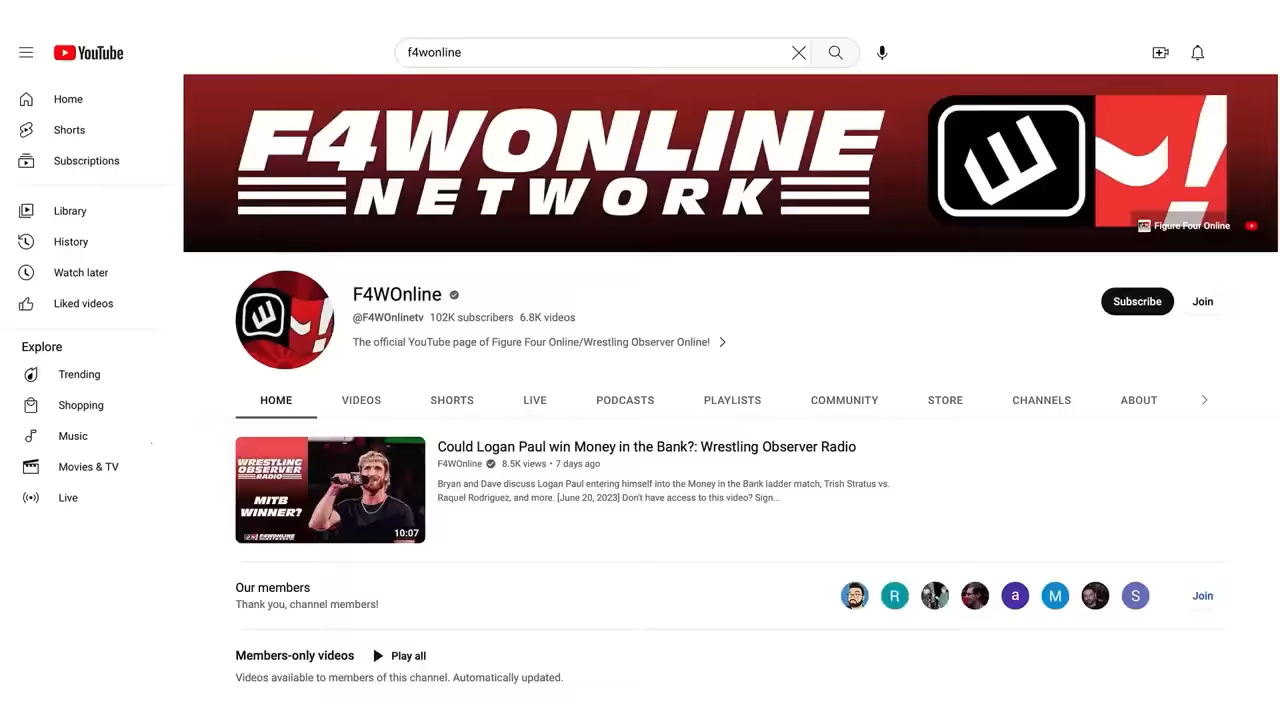 YouTube
f4wonline
Home
Shorts
Subscriptions
Library
History
Watch later
Liked videos
Explore
Trending
Shopping
Music
Movies & TV
Live
F4WONLINE
NETWORK
Figure Four Online
F4WOnline
@F4WOnlinetv 102K subscribers 6.8K videos
The official YouTube page of Figure Four Online/Wrestling Observer Online!
Subscribe
Join
HOME VIDEOS SHORTS LIVE PODCASTS PLAYLISTS COMMUNITY STORE CHANNELS ABOUT
WRESTLING
OBSERVER
RADIO
MITB
WINNER?
F4WONLINE
NETWORK
10:07
Could Logan Paul win Money in the Bank?: Wrestling Observer Radio
F4WOnline 8.5K views • 7 days ago
Bryan and Dave discuss Logan Paul entering himself into the Money in the Bank ladder match, Trish Stratus vs.
Raquel Rodriguez, and more. [June 20, 2023] Don't have access to this video? Sign...
Our members
Thank you, channel members!
R a M S
Join
Members-only videos Play all
Videos available to members of this channel. Automatically updated.